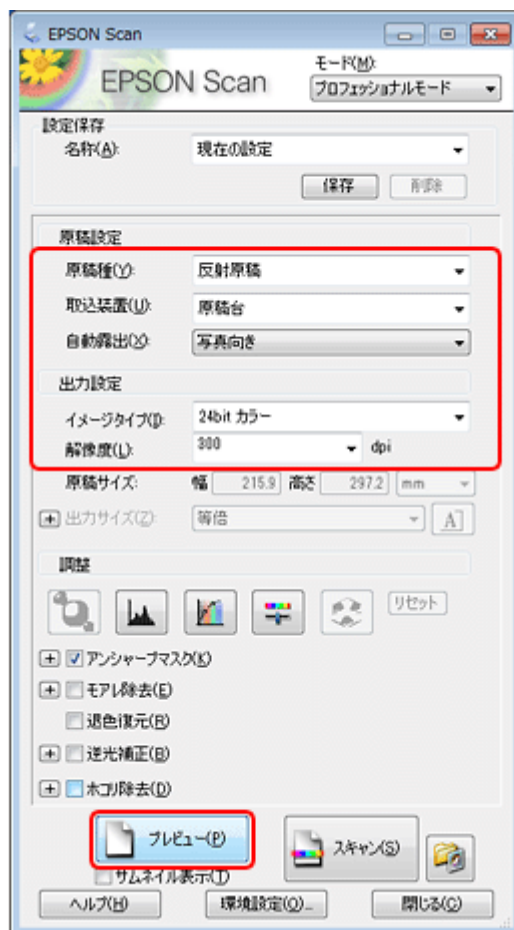 EPSON Scan
EPSON Scan
モード(M):
プロフェッショナルモード
設定保存
名称(A): 現在の設定
保存 削除
原稿設定
原稿種(Y): 反射原稿
取込装置(U): 原稿台
自動露出(X): 写真向き
出力設定
イメージタイプ(I): 24bit カラー
解像度(L): 300 dpi
原稿サイズ: 幅 215.9 高さ 297.2 mm
出力サイズ(Z): 等倍 A
調整
リセット
アンシャープマスク(K)
モアレ除去(E)
退色復元(R)
逆光補正(B)
ホコリ除去(D)
プレビュー(P) スキャン(S)
サムネイル表示(T)
ヘルプ(H) 環境設定(O)... 閉じる(C)